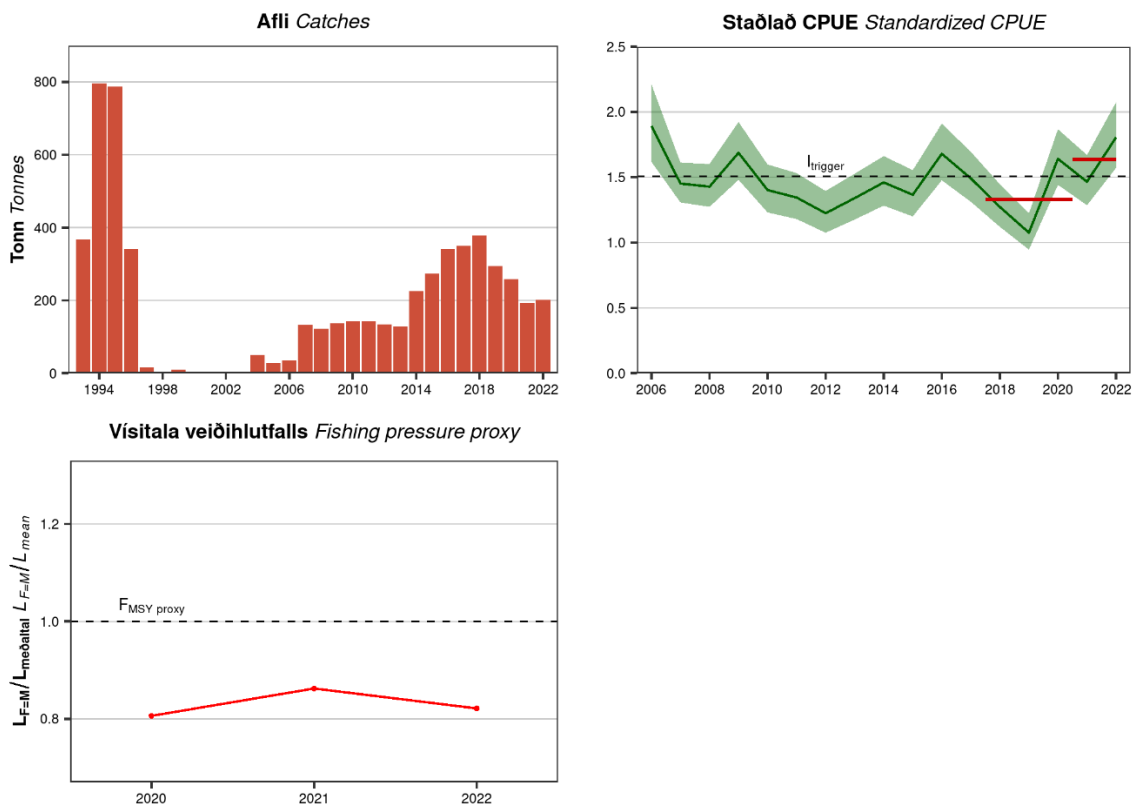 Afli Catches
Tonn Tonnes
800
600
400
200
0
1994 1998 2002 2006 2010 2014 2018 2022
Staðlað CPUE Standardized CPUE
2.5
2.0
1.5
1.0
0.5
0.0
Itrigger
2006 2008 2010 2012 2014 2016 2018 2020 2022
Vísitala veiðihlutfalls Fishing pressure proxy
LF=M/Lmeðaltal LF=M/Lmean
1.2
1.0
0.8
FMSY proxy
2020 2021 2022